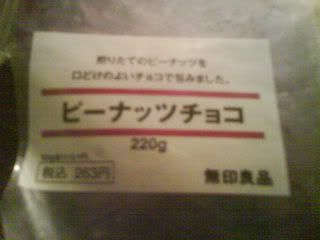 煎りたてのピーナッツを
口どけのよいチョコで包みました。
ピーナッツチョコ
220g
税込 263円
無印良品